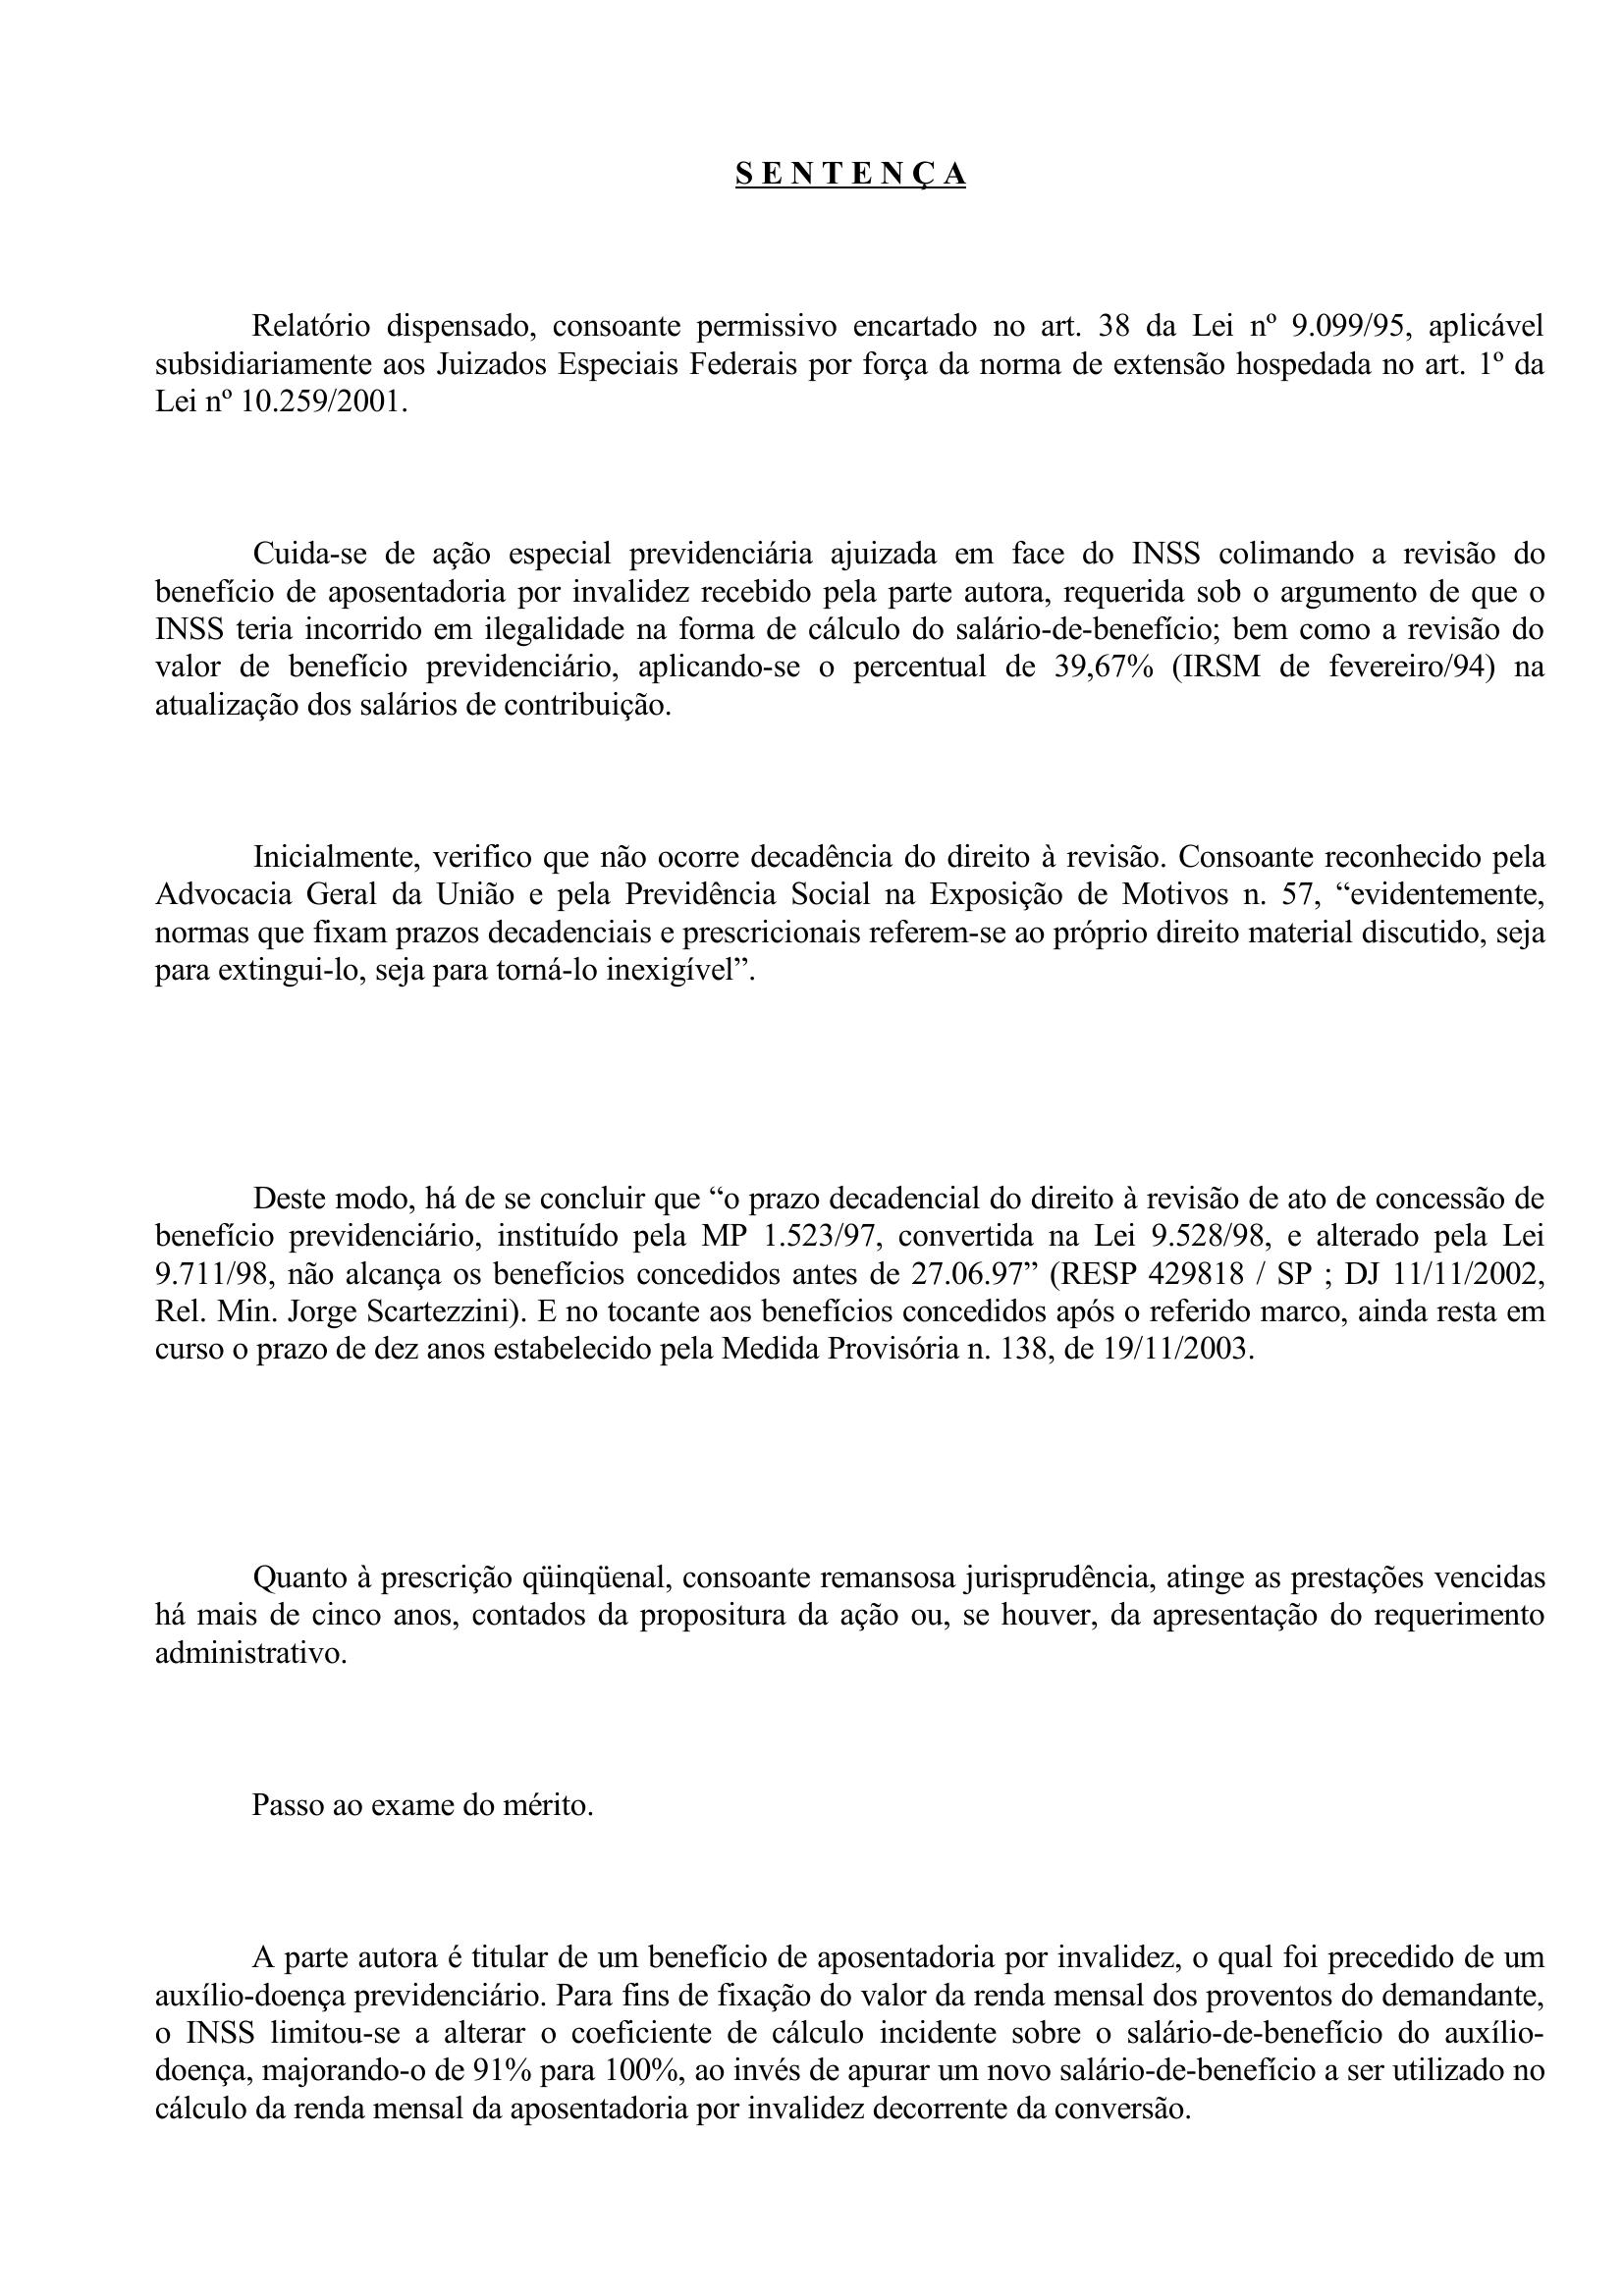 S E N T E N Ç A
Relatório dispensado, consoante permissivo encartado no art. 38 da Lei nº 9.099/95, aplicável
subsidiariamente aos Juizados Especiais Federais por força da norma de extensão hospedada no art. 1º da
Lei nº 10.259/2001.
Cuida-se de ação especial previdenciária ajuizada em face do INSS colimando a revisão do
benefício de aposentadoria por invalidez recebido pela parte autora, requerida sob o argumento de que o
INSS teria incorrido em ilegalidade na forma de cálculo do salário-de-benefício; bem como a revisão do
valor de benefício previdenciário, aplicando-se o percentual de 39,67% (IRSM de fevereiro/94) na
atualização dos salários de contribuição.
Inicialmente, verifico que não ocorre decadência do direito à revisão. Consoante reconhecido pela
Advocacia Geral da União e pela Previdência Social na Exposição de Motivos n. 57, “evidentemente,
normas que fixam prazos decadenciais e prescricionais referem-se ao próprio direito material discutido, seja
para extingui-lo, seja para torná-lo inexigível”.
Deste modo, há de se concluir que “o prazo decadencial do direito à revisão de ato de concessão de
benefício previdenciário, instituído pela MP 1.523/97, convertida na Lei 9.528/98, e alterado pela Lei
9.711/98, não alcança os benefícios concedidos antes de 27.06.97” (RESP 429818 / SP ; DJ 11/11/2002,
Rel. Min. Jorge Scartezzini). E no tocante aos benefícios concedidos após o referido marco, ainda resta em
curso o prazo de dez anos estabelecido pela Medida Provisória n. 138, de 19/11/2003.
Quanto à prescrição qüinqüenal, consoante remansosa jurisprudência, atinge as prestações vencidas
há mais de cinco anos, contados da propositura da ação ou, se houver, da apresentação do requerimento
administrativo.
Passo ao exame do mérito.
A parte autora é titular de um benefício de aposentadoria por invalidez, o qual foi precedido de um
auxílio-doença previdenciário. Para fins de fixação do valor da renda mensal dos proventos do demandante,
o INSS limitou-se a alterar o coeficiente de cálculo incidente sobre o salário-de-benefício do auxílio-
doença, majorando-o de 91% para 100%, ao invés de apurar um novo salário-de-benefício a ser utilizado no
cálculo da renda mensal da aposentadoria por invalidez decorrente da conversão.